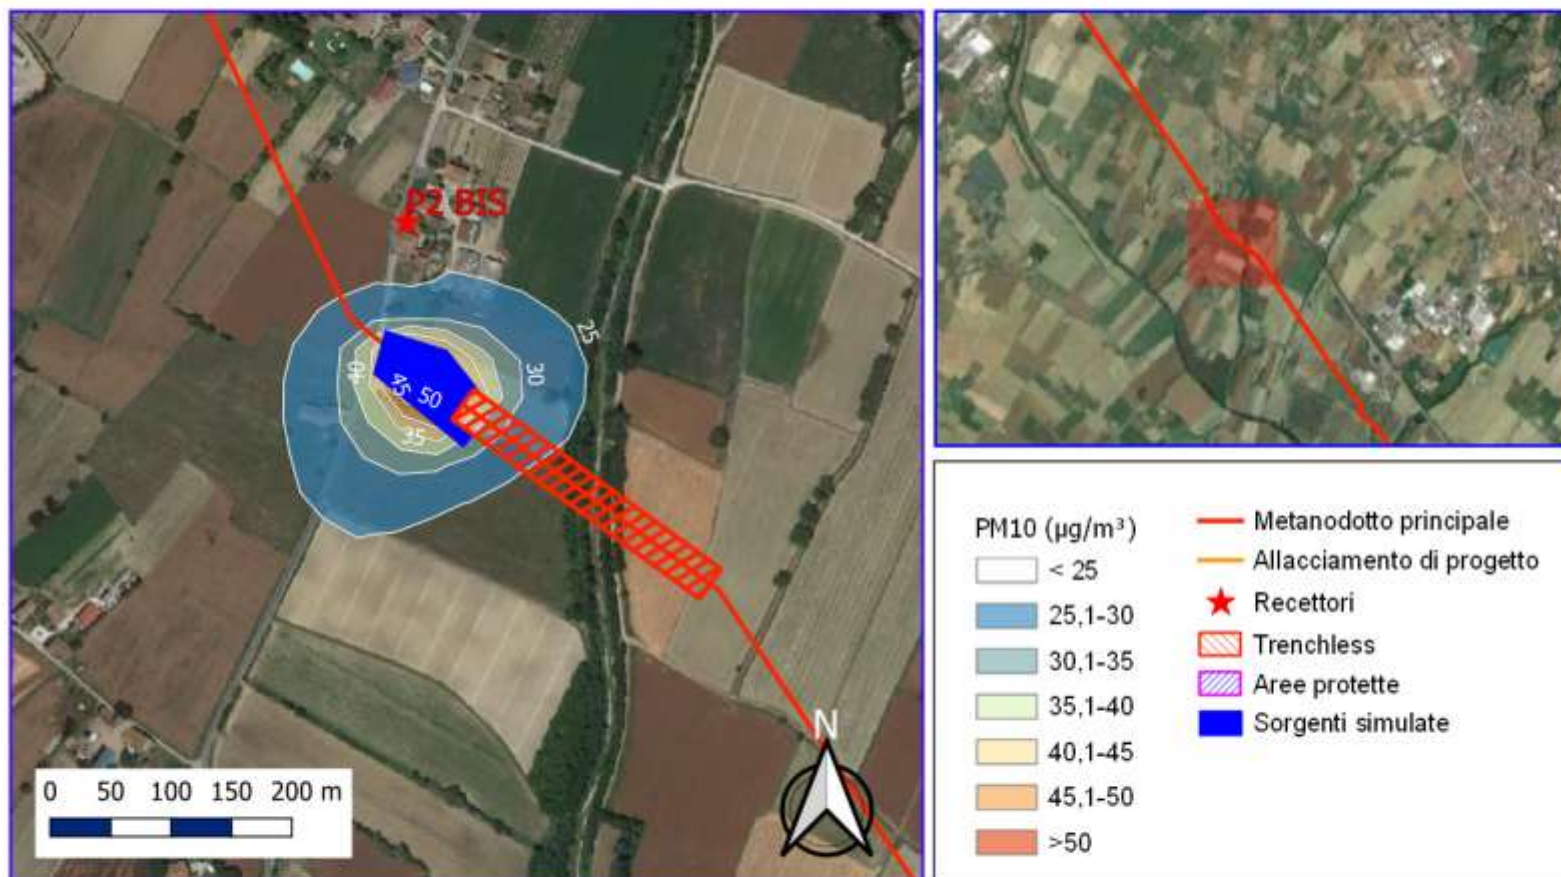 P2 BIS
25
30
40
45
50
35
0 50 100 150 200 m
N
PM10 (µg/m³)
< 25
25,1-30
30,1-35
35,1-40
40,1-45
45,1-50
>50
Metanodotto principale
Allacciamento di progetto
Recettori
Trenchless
Aree protette
Sorgenti simulate